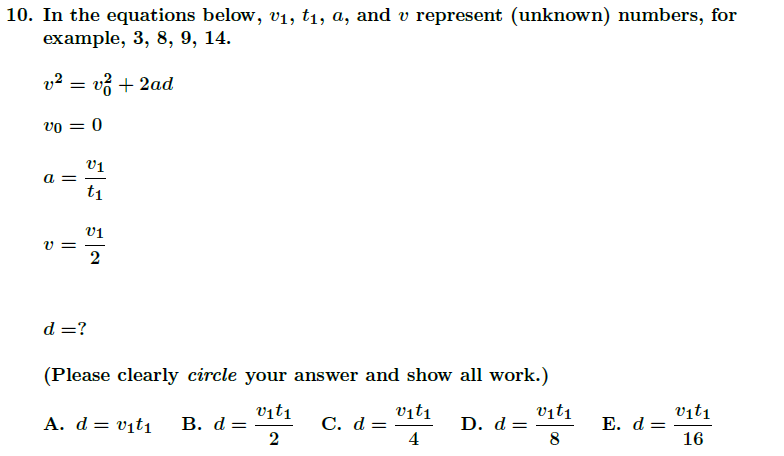 10. In the equations below, v₁, t₁, a, and v represent (unknown) numbers, for
example, 3, 8, 9, 14.
v² = v₀² + 2ad
v₀ = 0
a = v₁/t₁
v = v₁/2
d =?
(Please clearly circle your answer and show all work.)
A. d = v₁t₁ B. d = v₁t₁/2 C. d = v₁t₁/4 D. d = v₁t₁/8 E. d = v₁t₁/16